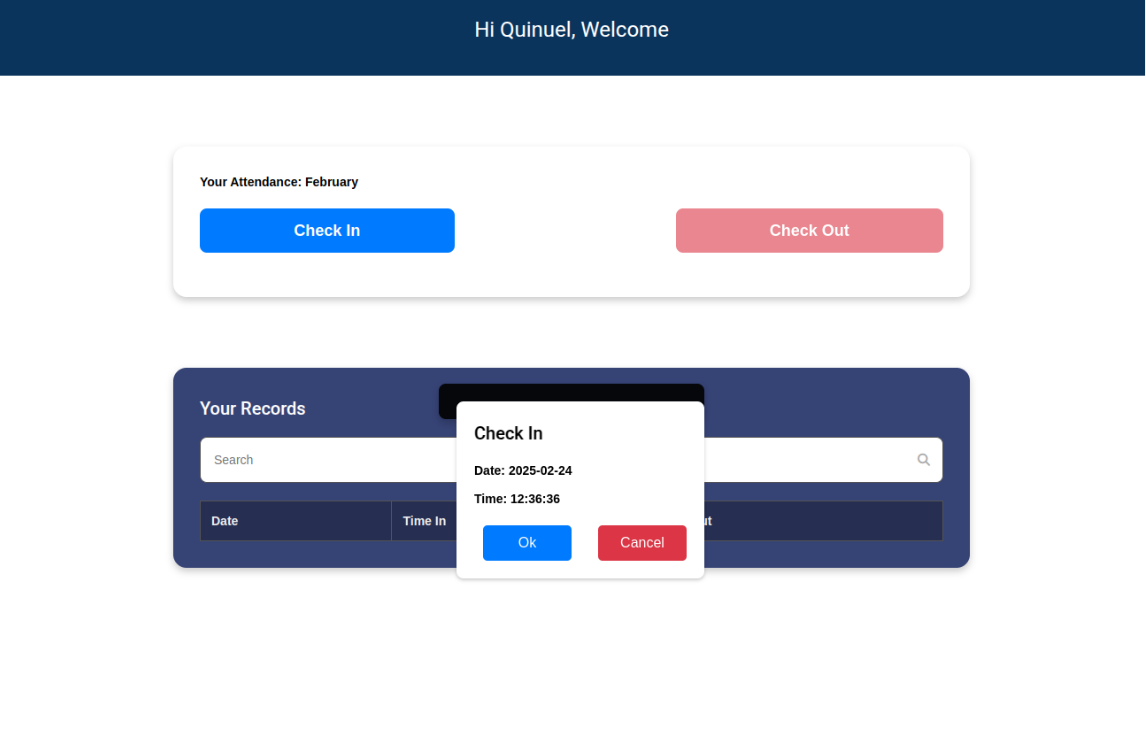 Hi Quinuel, Welcome
Your Attendance: February
Check In
Check Out
Your Records
Search
Date
Time In
Check In
Date: 2025-02-24
Time: 12:36:36
Ok
Cancel